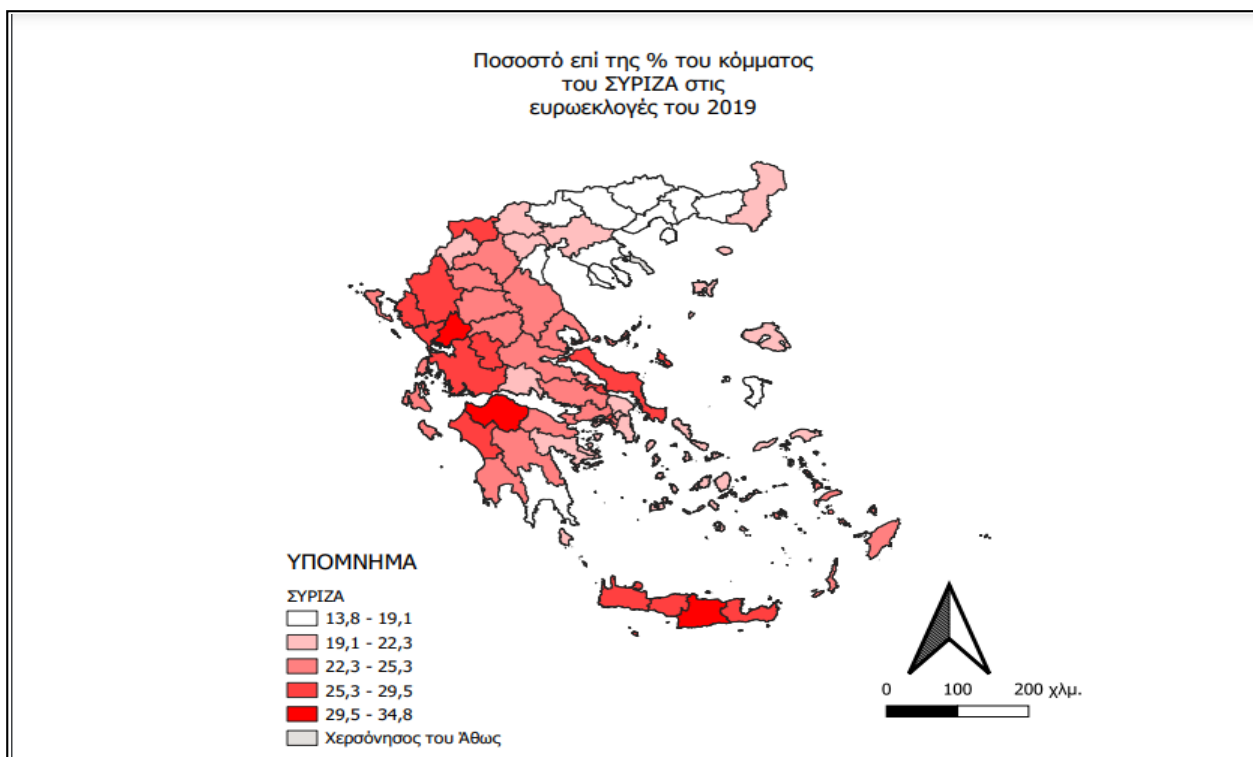 Ποσοστό επί της % του κόμματος
του ΣΥΡΙΖΑ στις
ευρωεκλογές του 2019
ΥΠΟΜΝΗΜΑ
ΣΥΡΙΖΑ
13,8 - 19,1
19,1 - 22,3
22,3 - 25,3
25,3 - 29,5
29,5 - 34,8
Χερσόνησος του Άθως
0 100 200 χλμ.